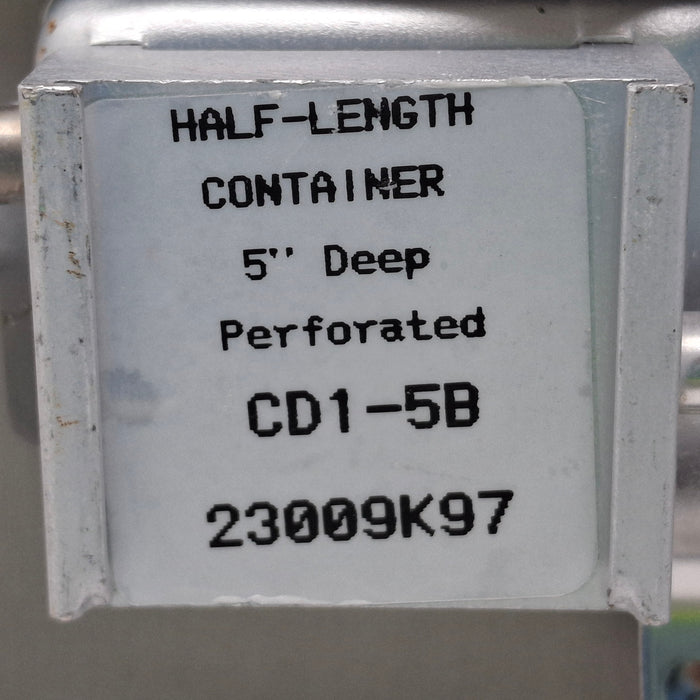 HALF-LENGTH
CONTAINER
5'' Deep
Perforated
CD1-5B
23009K97